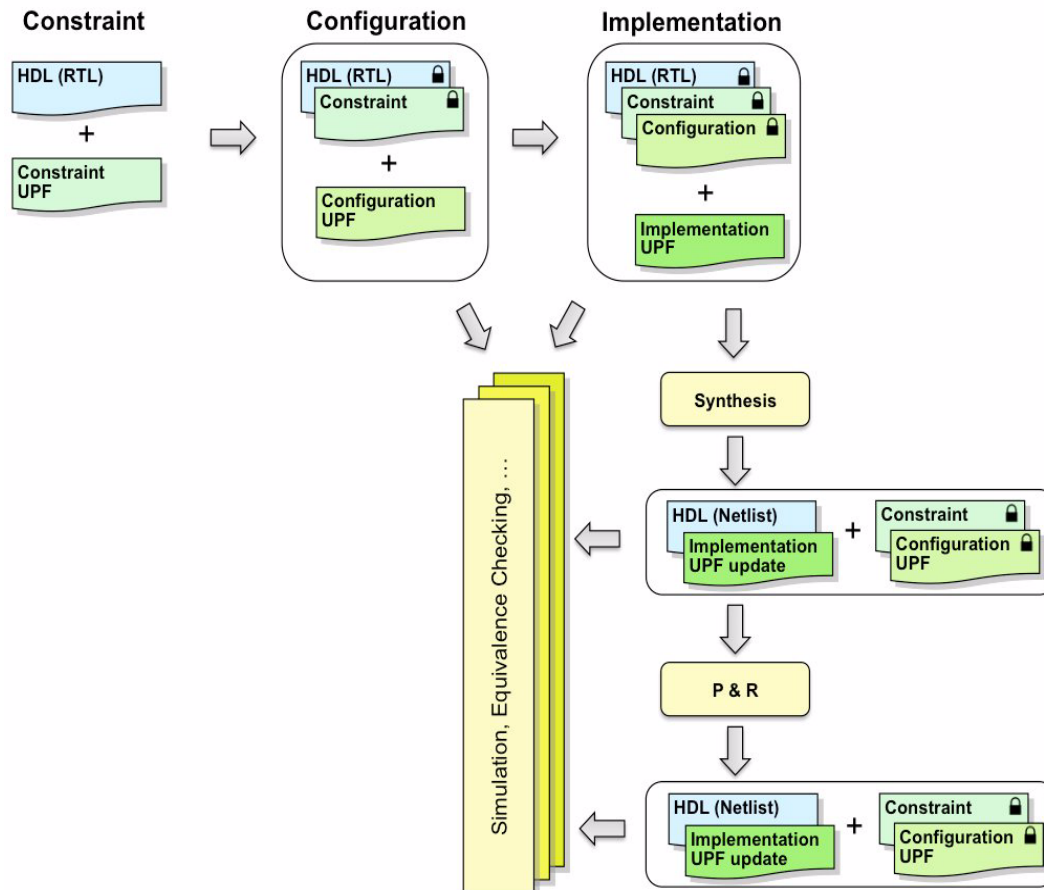 Constraint
Configuration
Implementation
HDL (RTL)
+
Constraint
UPF
HDL (RTL)
Constraint
+
Configuration
UPF
HDL (RTL)
Constraint
Configuration
+
Implementation
UPF
Synthesis
Simulation, Equivalence Checking, ...
HDL (Netlist)
Implementation
UPF update
+
Constraint
Configuration
UPF
P & R
HDL (Netlist)
Implementation
UPF update
+
Constraint
Configuration
UPF